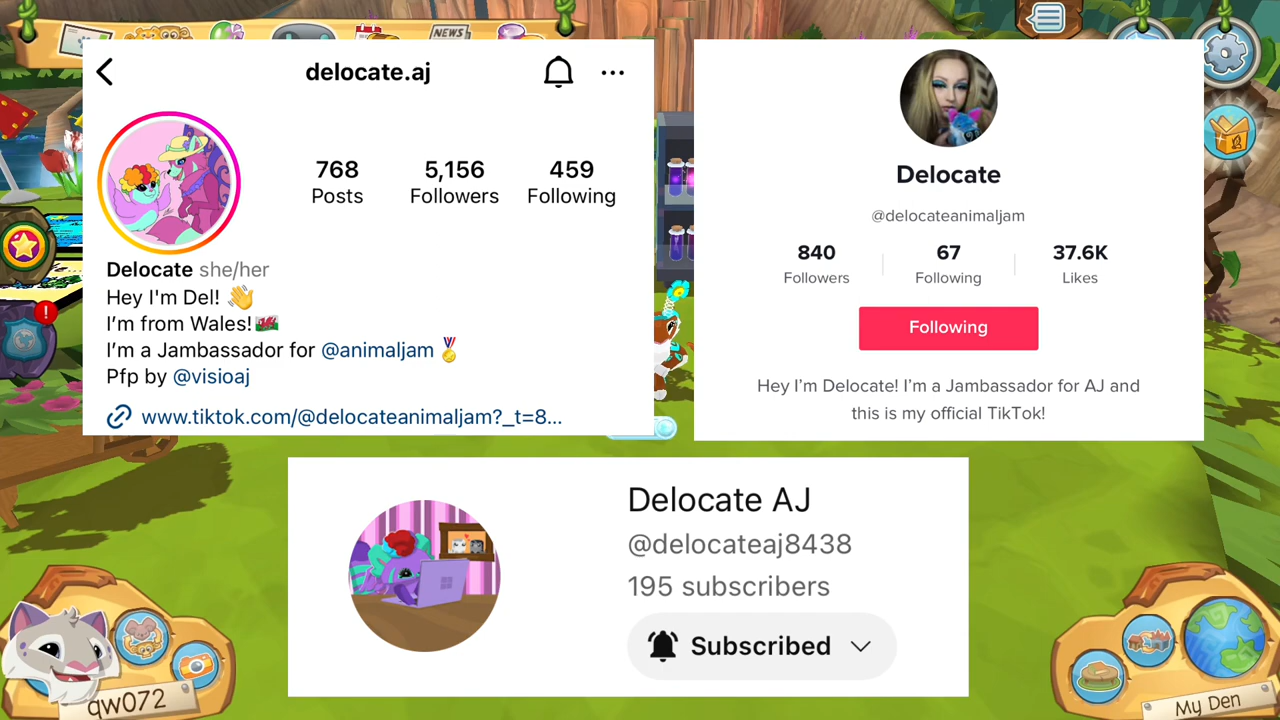 NEWS
delocate.aj
768
5,156
459
Posts
Followers
Following
Delocate she/her
Hey I'm Del! 👋
I'm from Wales!🏴󠁧󠁢󠁷󠁬󠁳󠁿
I'm a Jambassador for @animaljam 🏅
Pfp by @visioaj
www.tiktok.com/@delocateanimaljam?_t=8...
Delocate
@delocateanimaljam
840
67
37.6K
Followers
Following
Likes
Following
Hey I'm Delocate! I'm a Jambassador for AJ and
this is my official TikTok!
Delocate AJ
@delocateaj8438
195 subscribers
Subscribed
qw072
My Den